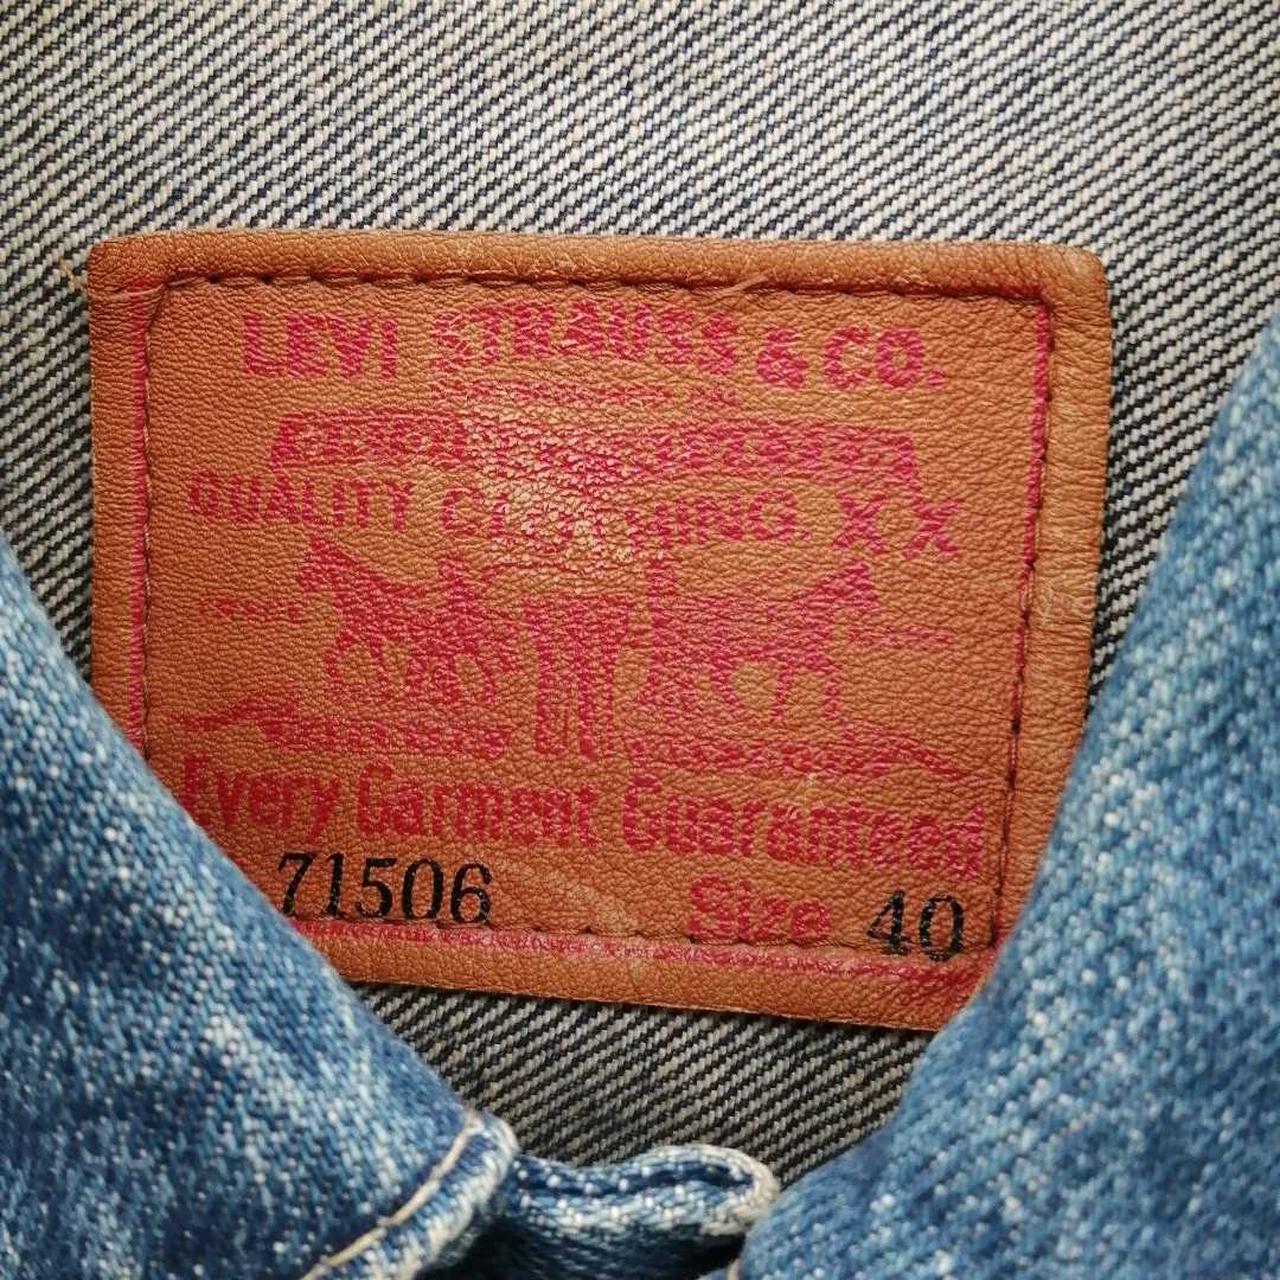 LEVI STRAUSS & CO.
QUALITY CLOTHING. XX
Every Garment Guaranteed
71506 Size 40